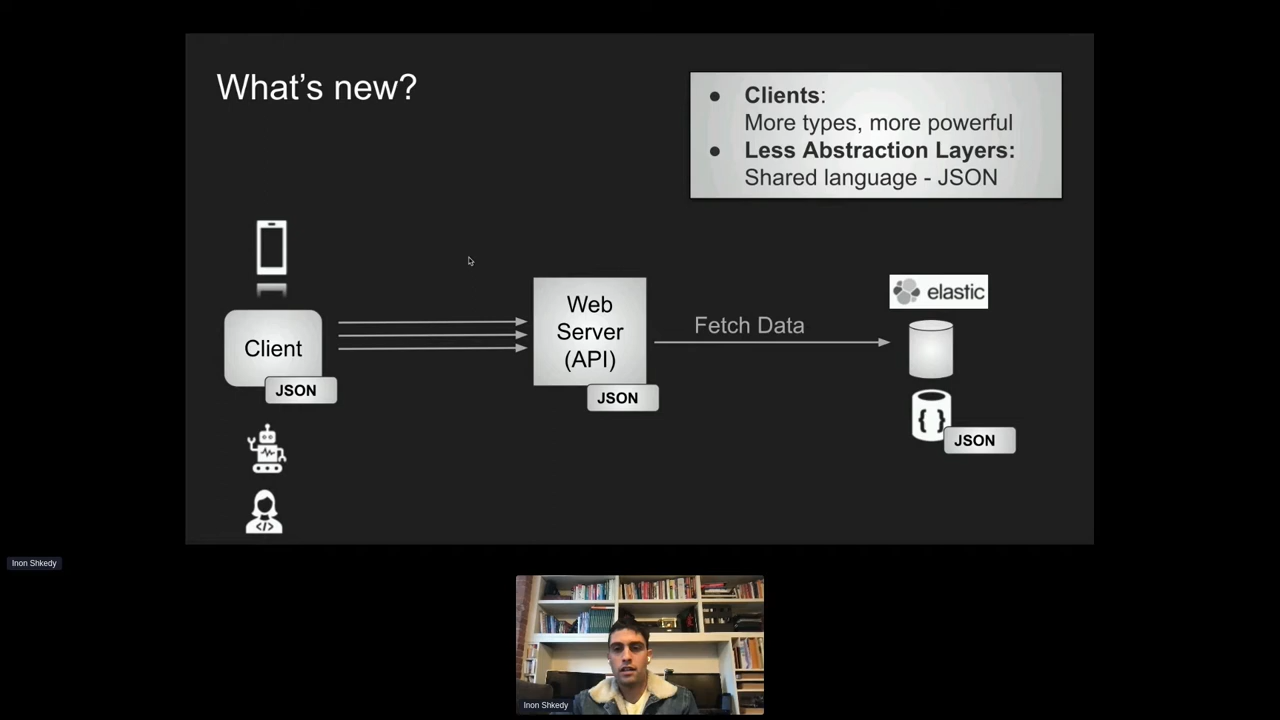 What's new?
● Clients:
More types, more powerful
● Less Abstraction Layers:
Shared language - JSON
Client
JSON
Web
Server
(API)
JSON
Fetch Data
elastic
{ }
JSON
</>
Inon Shkedy
Inon Shkedy